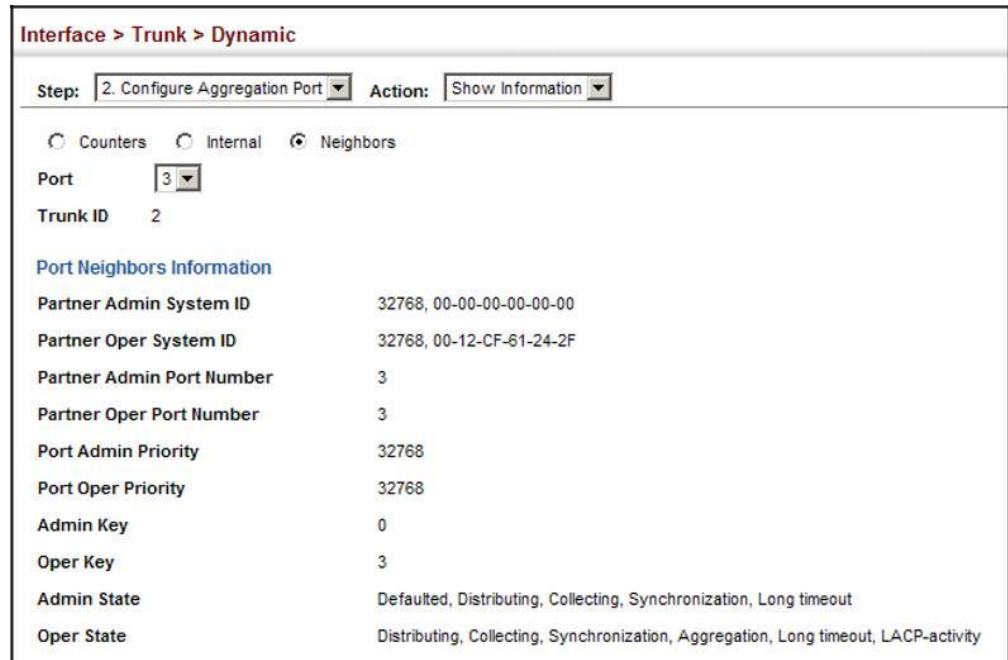 Interface > Trunk > Dynamic
Step: 2. Configure Aggregation Port Action: Show Information
Counters Internal Neighbors
Port 3
Trunk ID 2
Port Neighbors Information
Partner Admin System ID 32768, 00-00-00-00-00-00
Partner Oper System ID 32768, 00-12-CF-61-24-2F
Partner Admin Port Number 3
Partner Oper Port Number 3
Port Admin Priority 32768
Port Oper Priority 32768
Admin Key 0
Oper Key 3
Admin State Defaulted, Distributing, Collecting, Synchronization, Long timeout
Oper State Distributing, Collecting, Synchronization, Aggregation, Long timeout, LACP-activity